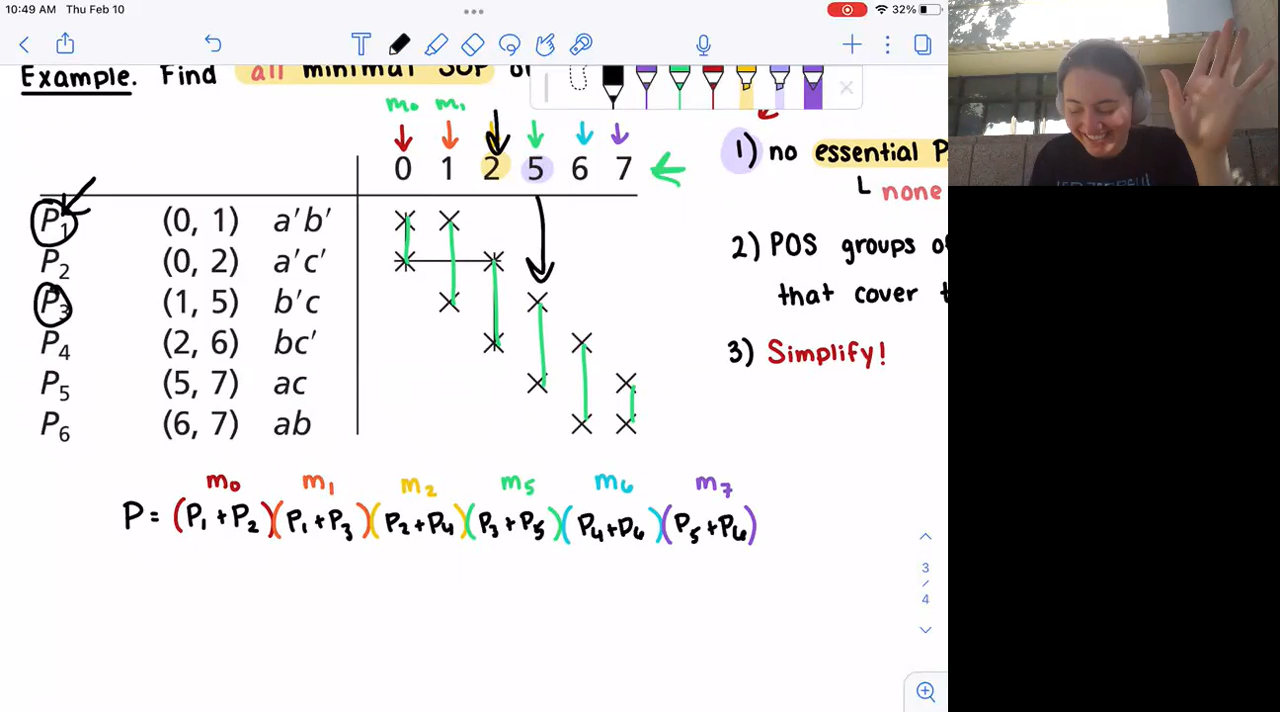 10:49 AM Thu Feb 10
32%
Example. Find all minimal SOP
m₀ m₁
0 1 2 5 6 7
P₁ (0, 1) a′b′
P₂ (0, 2) a′c′
P₃ (1, 5) b′c
P₄ (2, 6) bc′
P₅ (5, 7) ac
P₆ (6, 7) ab
1) no essential P
none
2) POS groups
that cover
3) Simplify!
m₀ m₁ m₂ m₅ m₆ m₇
P = (P₁ + P₂)(P₁ + P₃)(P₂ + P₄)(P₃ + P₅)(P₄ + P₆)(P₅ + P₆)
3
/
4